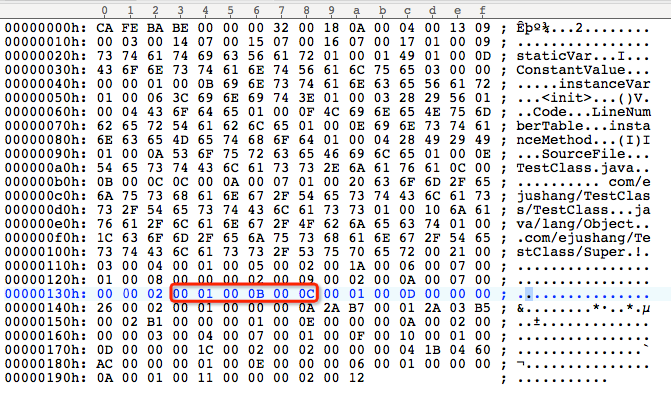 0 1 2 3 4 5 6 7 8 9 a b c d e f
00000000h: CA FE BA BE 00 00 00 32 00 18 0A 00 04 00 13 09 ; Êþº¾...2........
00000010h: 00 03 00 14 07 00 15 07 00 16 07 00 17 01 00 09 ; ................
00000020h: 73 74 61 74 69 63 56 61 72 01 00 01 49 01 00 0D ; staticVar...I...
00000030h: 43 6F 6E 73 74 61 6E 74 56 61 6C 75 65 03 00 00 ; ConstantValue...
00000040h: 00 00 01 00 0B 69 6E 73 74 61 6E 63 65 56 61 72 ; .....instanceVar
00000050h: 01 00 06 3C 69 6E 69 74 3E 01 00 03 28 29 56 01 ; ...<init>...()V.
00000060h: 00 04 43 6F 64 65 01 00 0F 4C 69 6E 65 4E 75 6D ; ..Code...LineNum
00000070h: 62 65 72 54 61 62 6C 65 01 00 0E 69 6E 73 74 61 ; berTable...insta
00000080h: 6E 63 65 4D 65 74 68 6F 64 01 00 04 28 49 29 49 ; nceMethod...(I)I
00000090h: 01 00 0A 53 6F 75 72 63 65 46 69 6C 65 01 00 0E ; ...SourceFile...
000000a0h: 54 65 73 74 43 6C 61 73 73 2E 6A 61 76 61 0C 00 ; TestClass.java..
000000b0h: 0B 00 0C 0C 00 0A 00 07 01 00 20 63 6F 6D 2F 65 ; .......... com/e
000000c0h: 6A 75 73 68 61 6E 67 2F 54 65 73 74 43 6C 61 73 ; jushang/TestClas
000000d0h: 73 2F 54 65 73 74 43 6C 61 73 73 01 00 10 6A 61 ; s/TestClass...ja
000000e0h: 76 61 2F 6C 61 6E 67 2F 4F 62 6A 65 63 74 01 00 ; va/lang/Object..
000000f0h: 1C 63 6F 6D 2F 65 6A 75 73 68 61 6E 67 2F 54 65 ; .com/ejushang/Te
00000100h: 73 74 43 6C 61 73 73 2F 53 75 70 65 72 00 21 00 ; stClass/Super.!.
00000110h: 03 00 04 00 01 00 05 00 02 00 1A 00 06 00 07 00 ; ................
00000120h: 01 00 08 00 00 00 02 00 09 00 02 00 0A 00 07 00 ; ................
00000130h: 00 00 02 00 01 00 0B 00 0C 00 01 00 0D 00 00 00 ; ................
00000140h: 26 00 02 00 01 00 00 00 0A 2A B7 00 01 2A 03 B5 ; &........*·..*.µ
00000150h: 00 02 B1 00 00 00 01 00 0E 00 00 00 0A 00 02 00 ; ..±.............
00000160h: 00 00 03 00 04 00 07 00 01 00 0F 00 10 00 01 00 ; ................
00000170h: 0D 00 00 00 1C 00 02 00 02 00 00 00 04 1B 04 60 ; ...............`
00000180h: AC 00 00 00 01 00 0E 00 00 00 06 00 01 00 00 00 ; ¬...............
00000190h: 0A 00 01 00 11 00 00 00 02 00 12 ; ...........